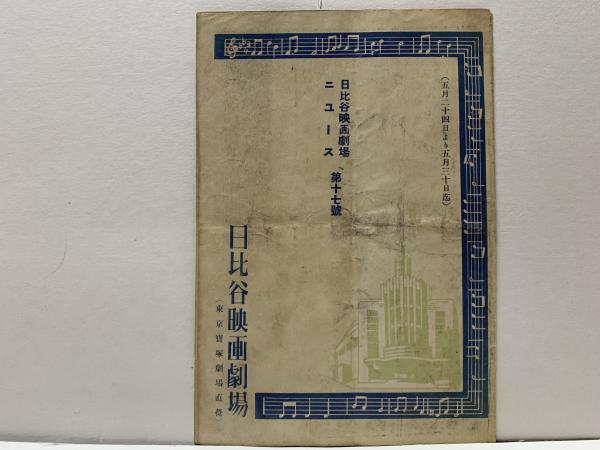 （五月二十四日より五月三十日迄）
日比谷映画劇場
ニュース　第十七號
日比谷映画劇場
（東京寶塚劇場直營）